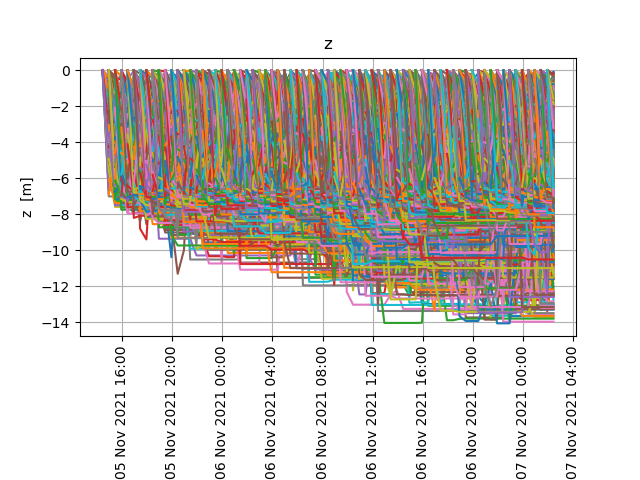 z
0
−2
−4
−6
−8
−10
−12
−14
z [m]
05 Nov 2021 16:00
05 Nov 2021 20:00
06 Nov 2021 00:00
06 Nov 2021 04:00
06 Nov 2021 08:00
06 Nov 2021 12:00
06 Nov 2021 16:00
06 Nov 2021 20:00
07 Nov 2021 00:00
07 Nov 2021 04:00